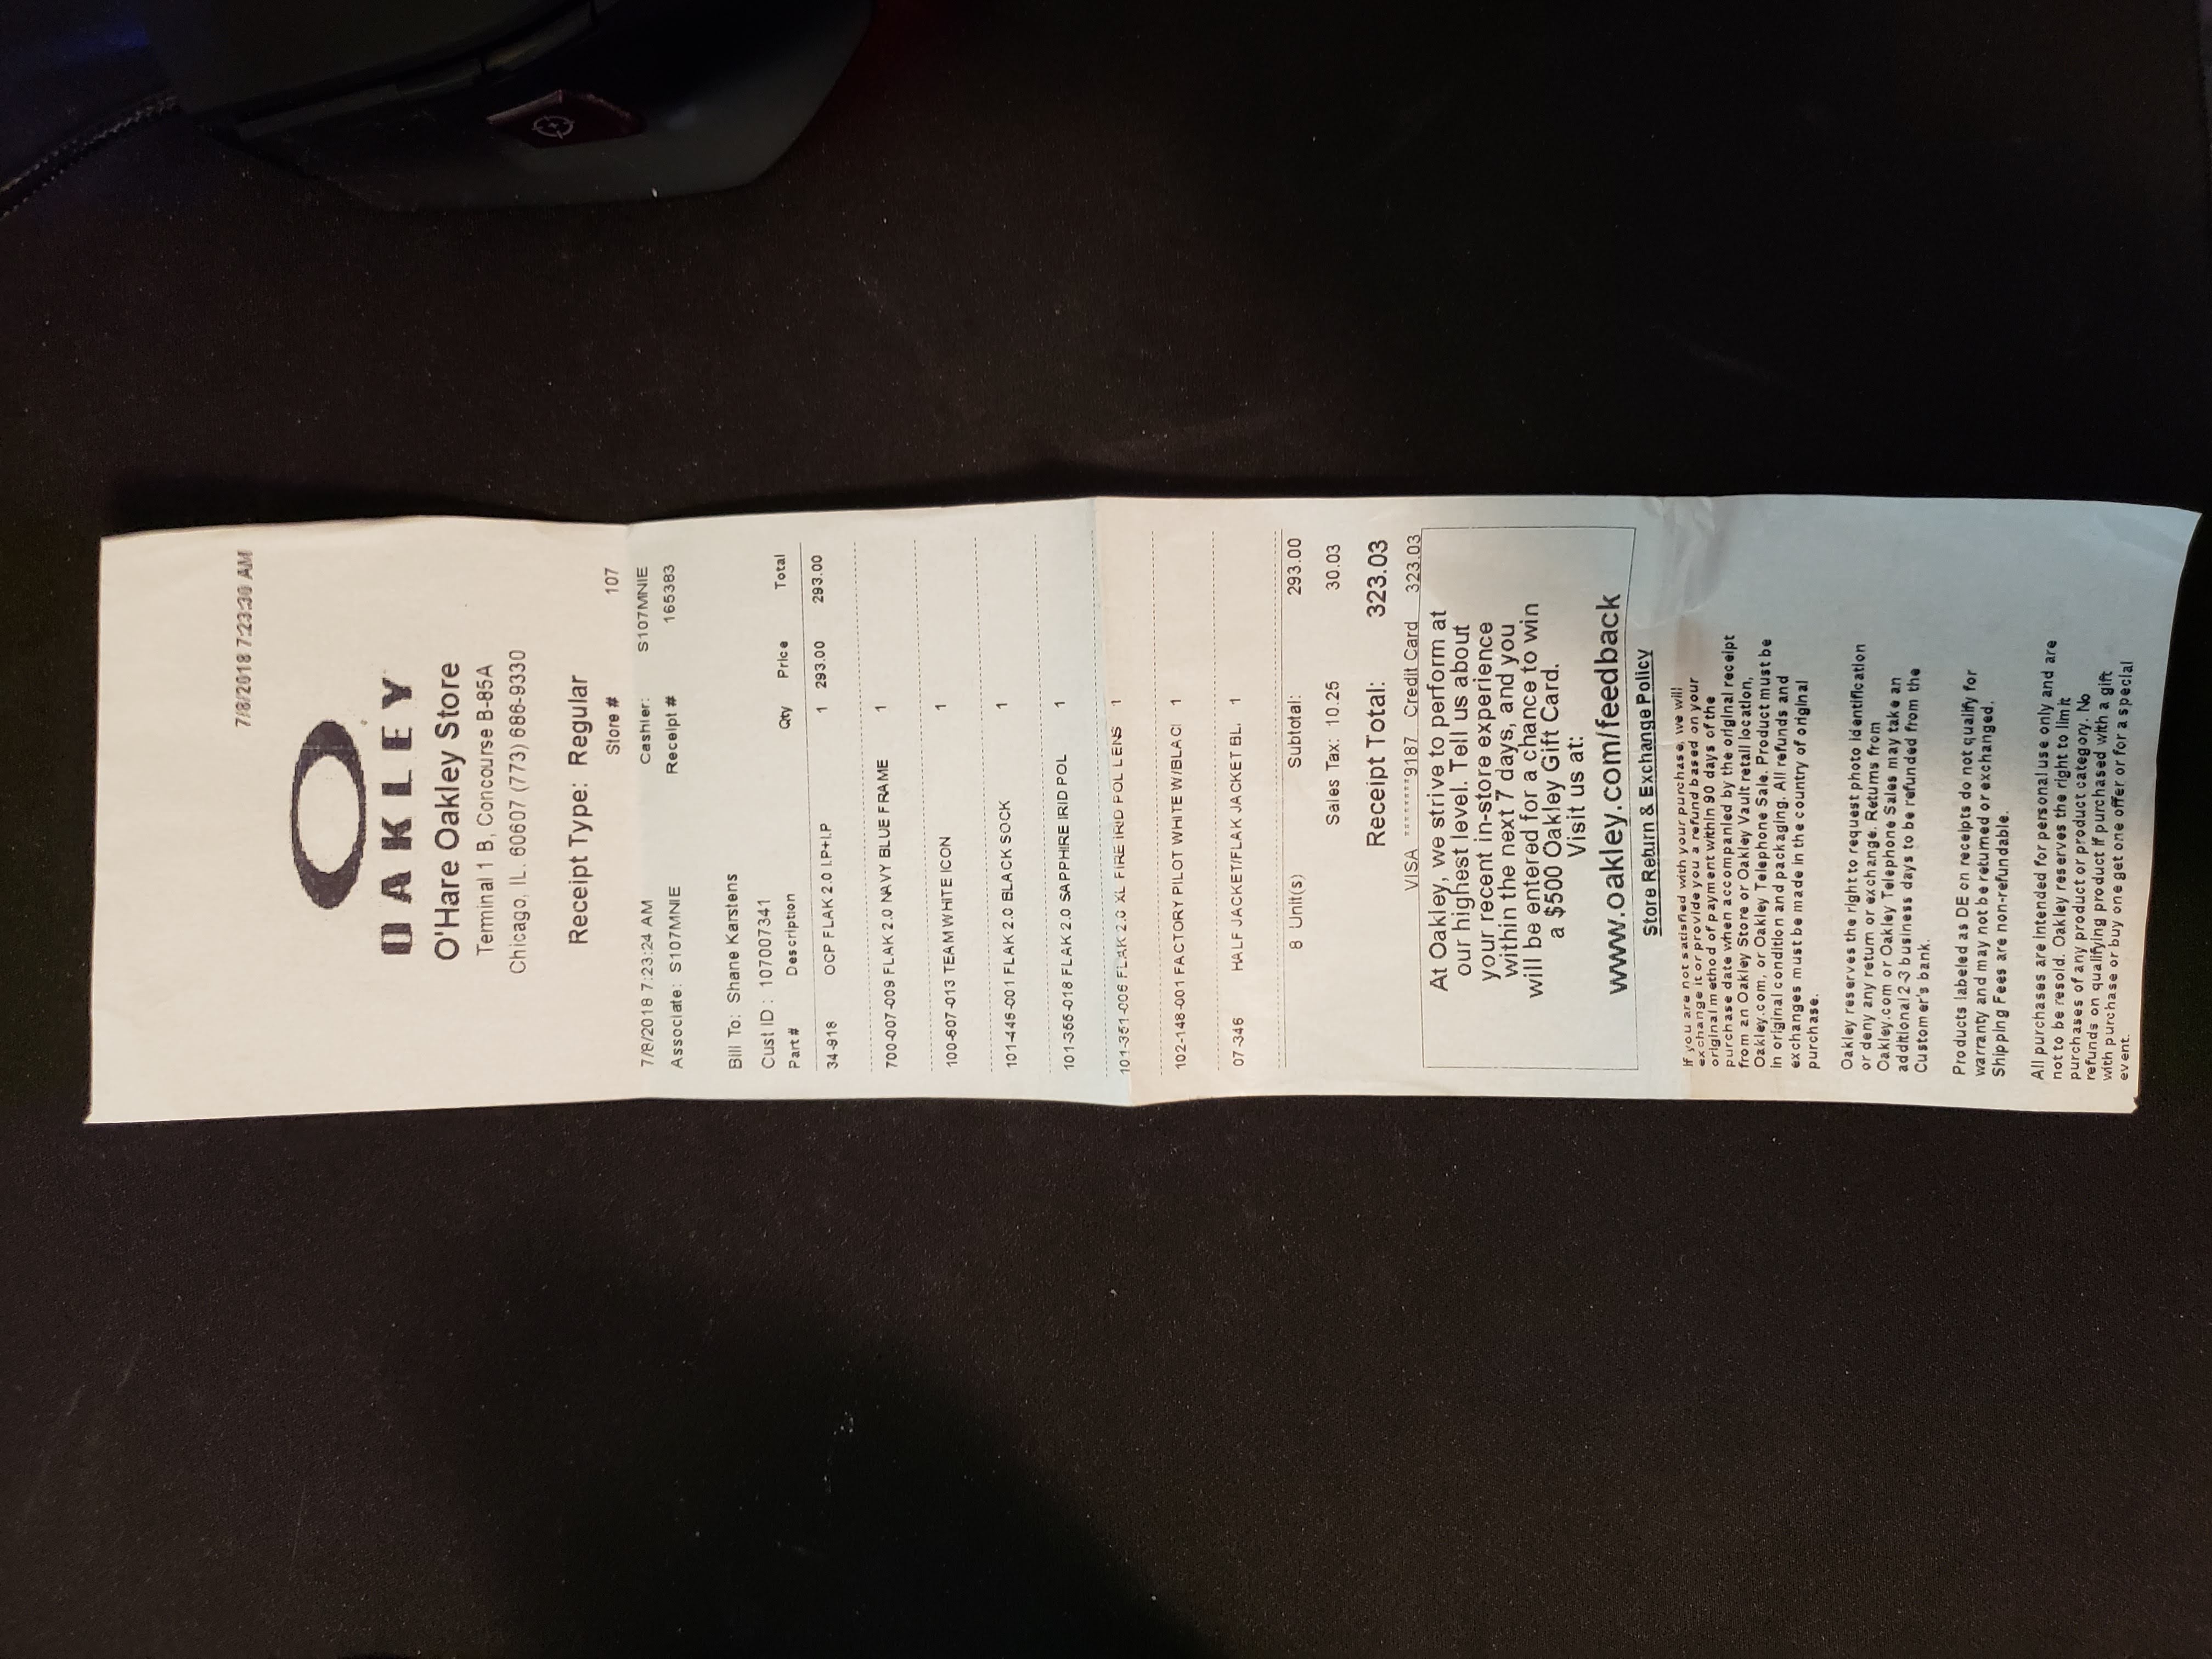 7/8/2018 7:23:30 AM
OAKLEY
O'Hare Oakley Store
Terminal 1 B, Concourse B-B5A
Chicago, IL. 60607 (773) 686-9330
Receipt Type: Regular
Store # 107
7/8/2018 7:23:24 AM Cashier: S107MNIE
Associate: S107MNIE Receipt # 165383
Bill To: Shane Karstens
Cust ID : 107007341
Part # Description Qty Price Total
34-918 OCP FLAK 2.0 I.P+I.P 1 293.00 293.00
700-007-009 FLAK 2.0 NAVY BLUE FRAME 1
100-607-013 TEAM WHITE ICON 1
101-446-001 FLAK 2.0 BLACK SOCK 1
101-355-018 FLAK 2.0 SAPPHIRE IRID POL 1
101-351-006 FLAK 2.0 XL FIRE IRID POL LENS 1
102-148-001 FACTORY PILOT WHITE W/BLAC 1
07-346 HALF JACKET/FLAK JACKET BL. 1
8 Unit(s) Subtotal: 293.00
Sales Tax: 10.25 30.03
Receipt Total: 323.03
VISA ********9187 Credit Card 323.03
At Oakley, we strive to perform at
our highest level. Tell us about
your recent in-store experience
within the next 7 days, and you
will be entered for a chance to win
a $500 Oakley Gift Card.
Visit us at:
www.oakley.com/feedback
Store Return & Exchange Policy
If you are not satisfied with your purchase, we will
exchange it or provide you a refund based on your
original method of payment within 90 days of the
purchase date when accompanied by the original receipt
from an Oakley Store or Oakley Vault retail location,
Oakley.com, or Oakley Telephone Sale. Product must be
in original condition and packaging. All refunds and
exchanges must be made in the country of original
purchase.
Oakley reserves the right to request photo identification
or deny any return or exchange. Returns from
Oakley.com or Oakley Telephone Sales may take an
additional 2-3 business days to be refunded from the
Customer's bank.
Products labeled as DE on receipts do not qualify for
warranty and may not be returned or exchanged.
Shipping Fees are non-refundable.
All purchases are intended for personal use only and are
not to be resold. Oakley reserves the right to limit
purchases of any product or product category. No
refunds on qualifying product if purchased with a gift
with purchase or buy one get one offer or for a special
event.